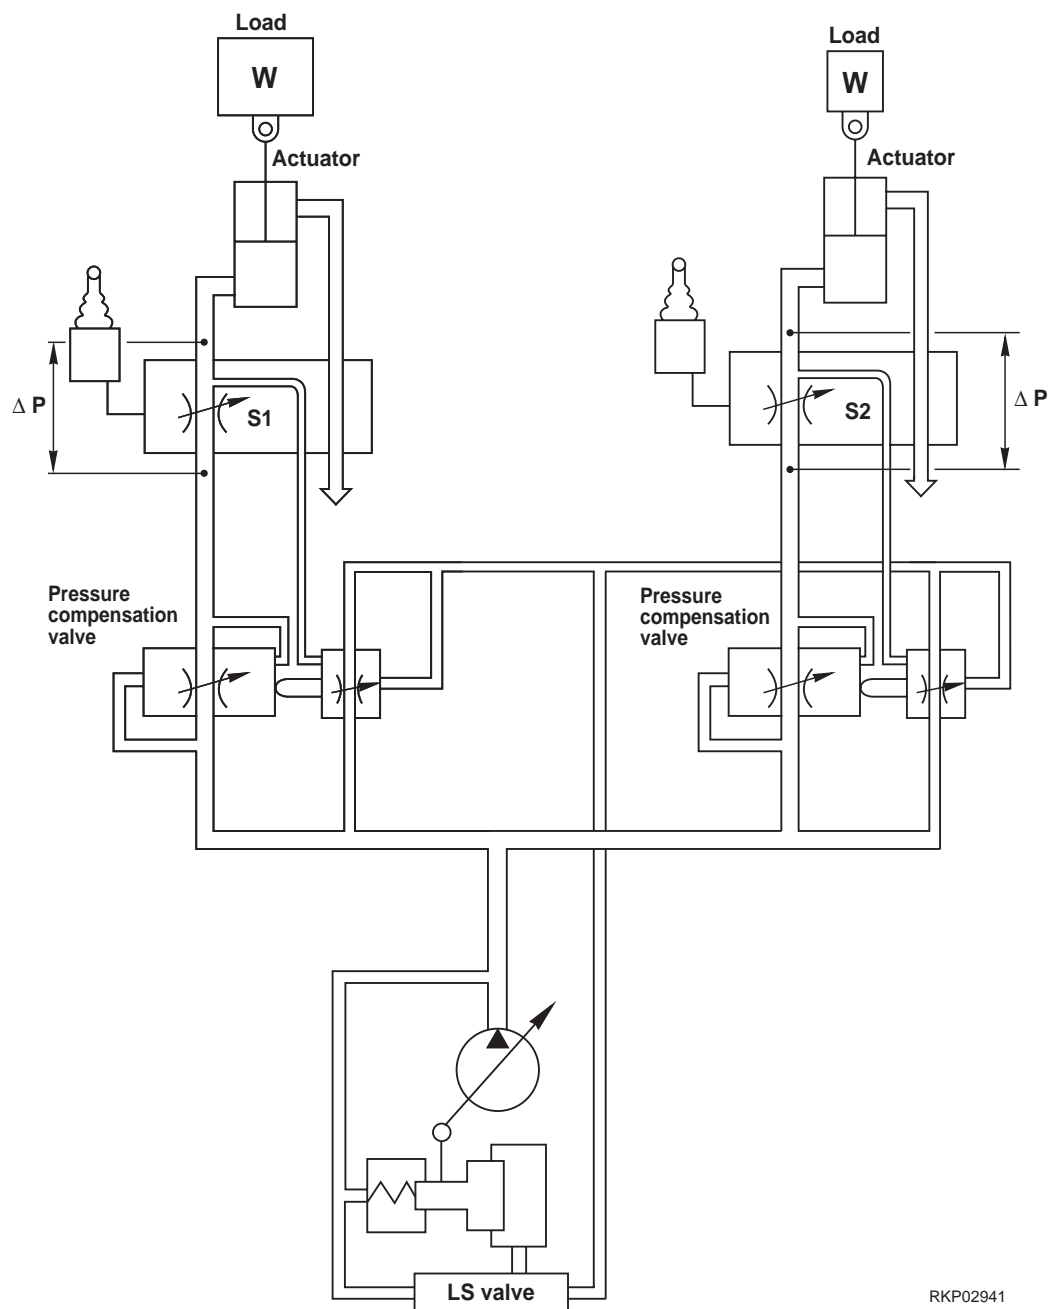 Load
W
Actuator
Load
W
Actuator
Δ P
S1
S2
Δ P
Pressure
compensation
valve
Pressure
compensation
valve
LS valve
RKP02941